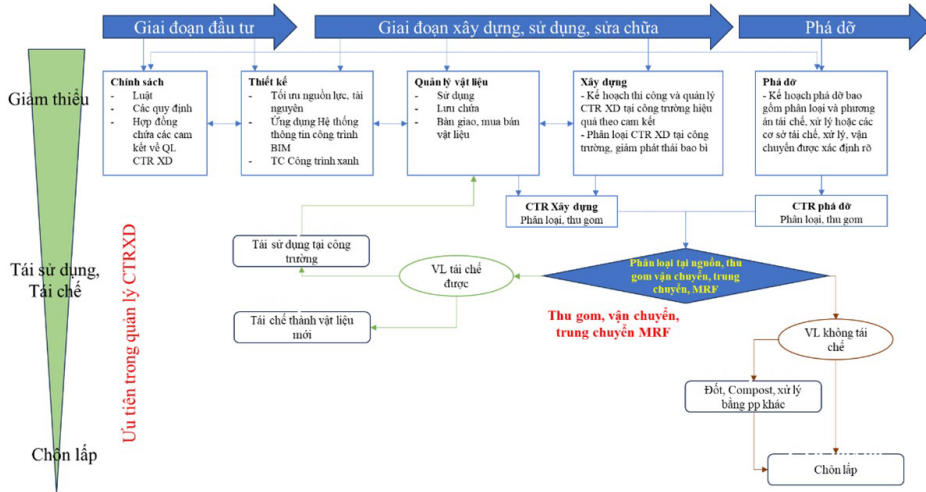 Giai đoạn đầu tư
Giai đoạn xây dựng, sử dụng, sửa chữa
Phá dỡ
Giảm thiểu
Tái sử dụng,
Tái chế
Chôn lấp
Ưu tiên trong quản lý CTRXD
Chính sách
- Luật
- Các quy định
- Hợp đồng
chứa các cam
kết về QL
CTR XD
Thiết kế
- Tối ưu nguồn lực, tài
nguyên
- Ứng dụng Hệ thống
thông tin công trình
BIM
- TC Công trình xanh
Quản lý vật liệu
- Sử dụng
- Lưu chứa
- Bàn giao, mua bán
vật liệu
Xây dựng
- Kế hoạch thi công và quản lý
CTR XD tại công trường hiệu
quả theo cam kết
- Phân loại CTR XD tại công
trường, giảm phát thải bao bì
Phá dỡ
- Kế hoạch phá dỡ bao
gồm phân loại và phương
án tái chế, xử lý hoặc các
cơ sở tái chế, xử lý, vận
chuyển được xác định rõ
CTR Xây dựng
Phân loại, thu gom
CTR phá dỡ
Phân loại, thu gom
Tái sử dụng tại công
trường
VL tái chế
được
Phân loại tại nguồn, thu
gom vận chuyển, trung
chuyển, MRF
Tái chế thành vật liệu
mới
Thu gom, vận chuyển,
trung chuyển MRF
VL không tái
chế
Đốt, Compost, xử lý
bằng pp khác
Chôn lấp